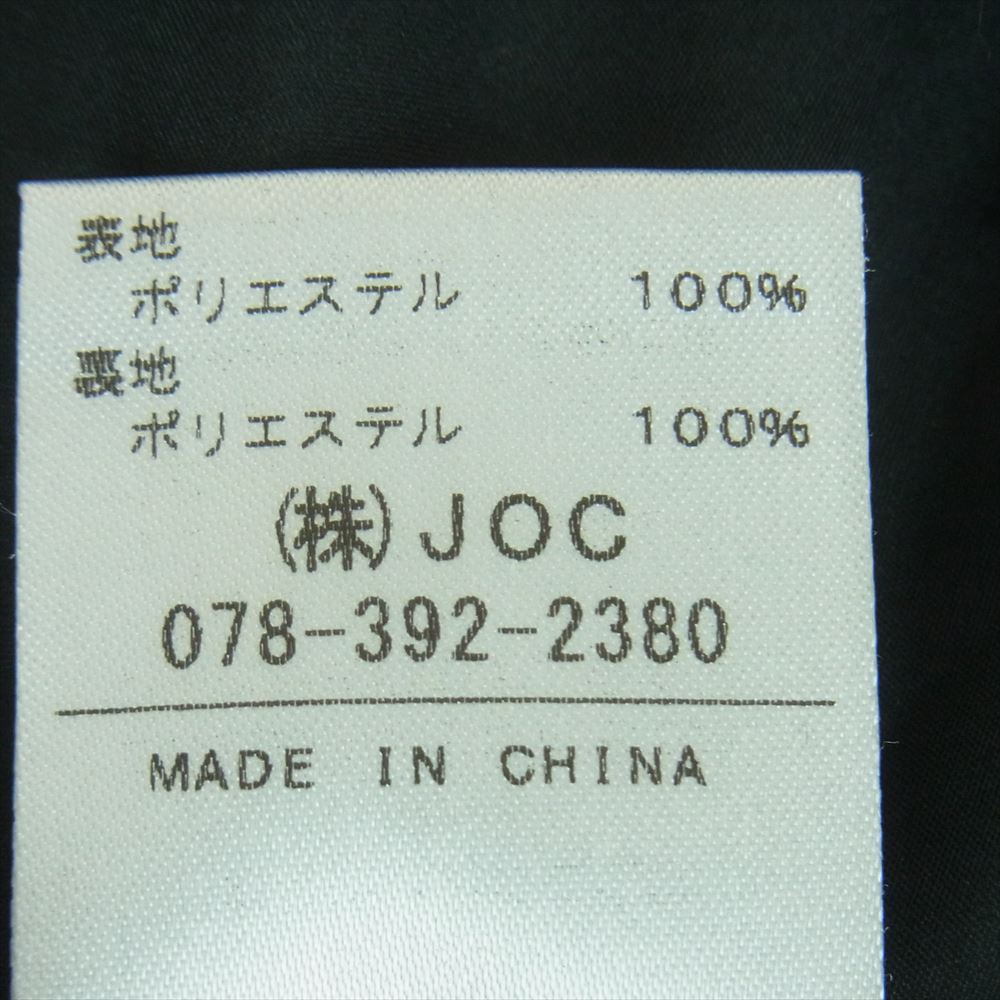 表地
ポリエステル 100%
裏地
ポリエステル 100%
(株)JOC
078-392-2380
MADE IN CHINA